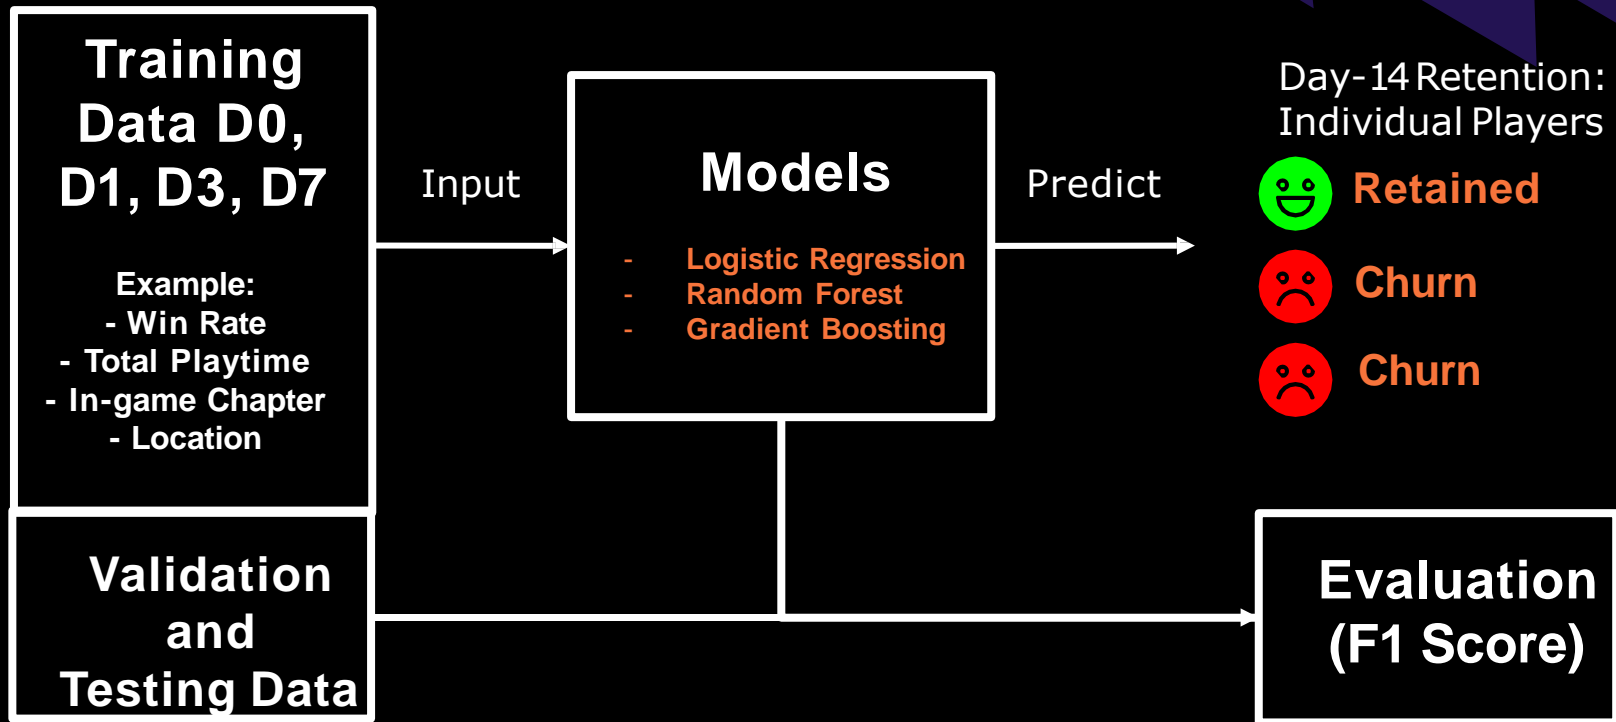 Training
Data D0,
D1, D3, D7
Example:
- Win Rate
- Total Playtime
- In-game Chapter
- Location
Input
Models
- Logistic Regression
- Random Forest
- Gradient Boosting
Predict
Day-14 Retention:
Individual Players
Retained
Churn
Churn
Validation
and
Testing Data
Evaluation
(F1 Score)